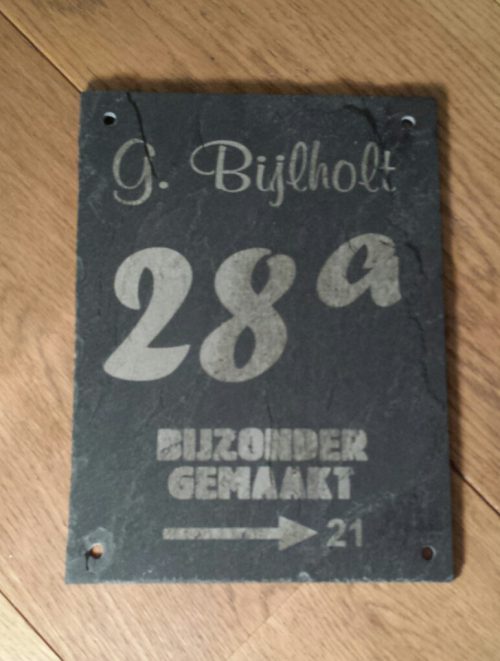 G. Bijlholt
28a
BIJZONDER
GEMAAKT
21